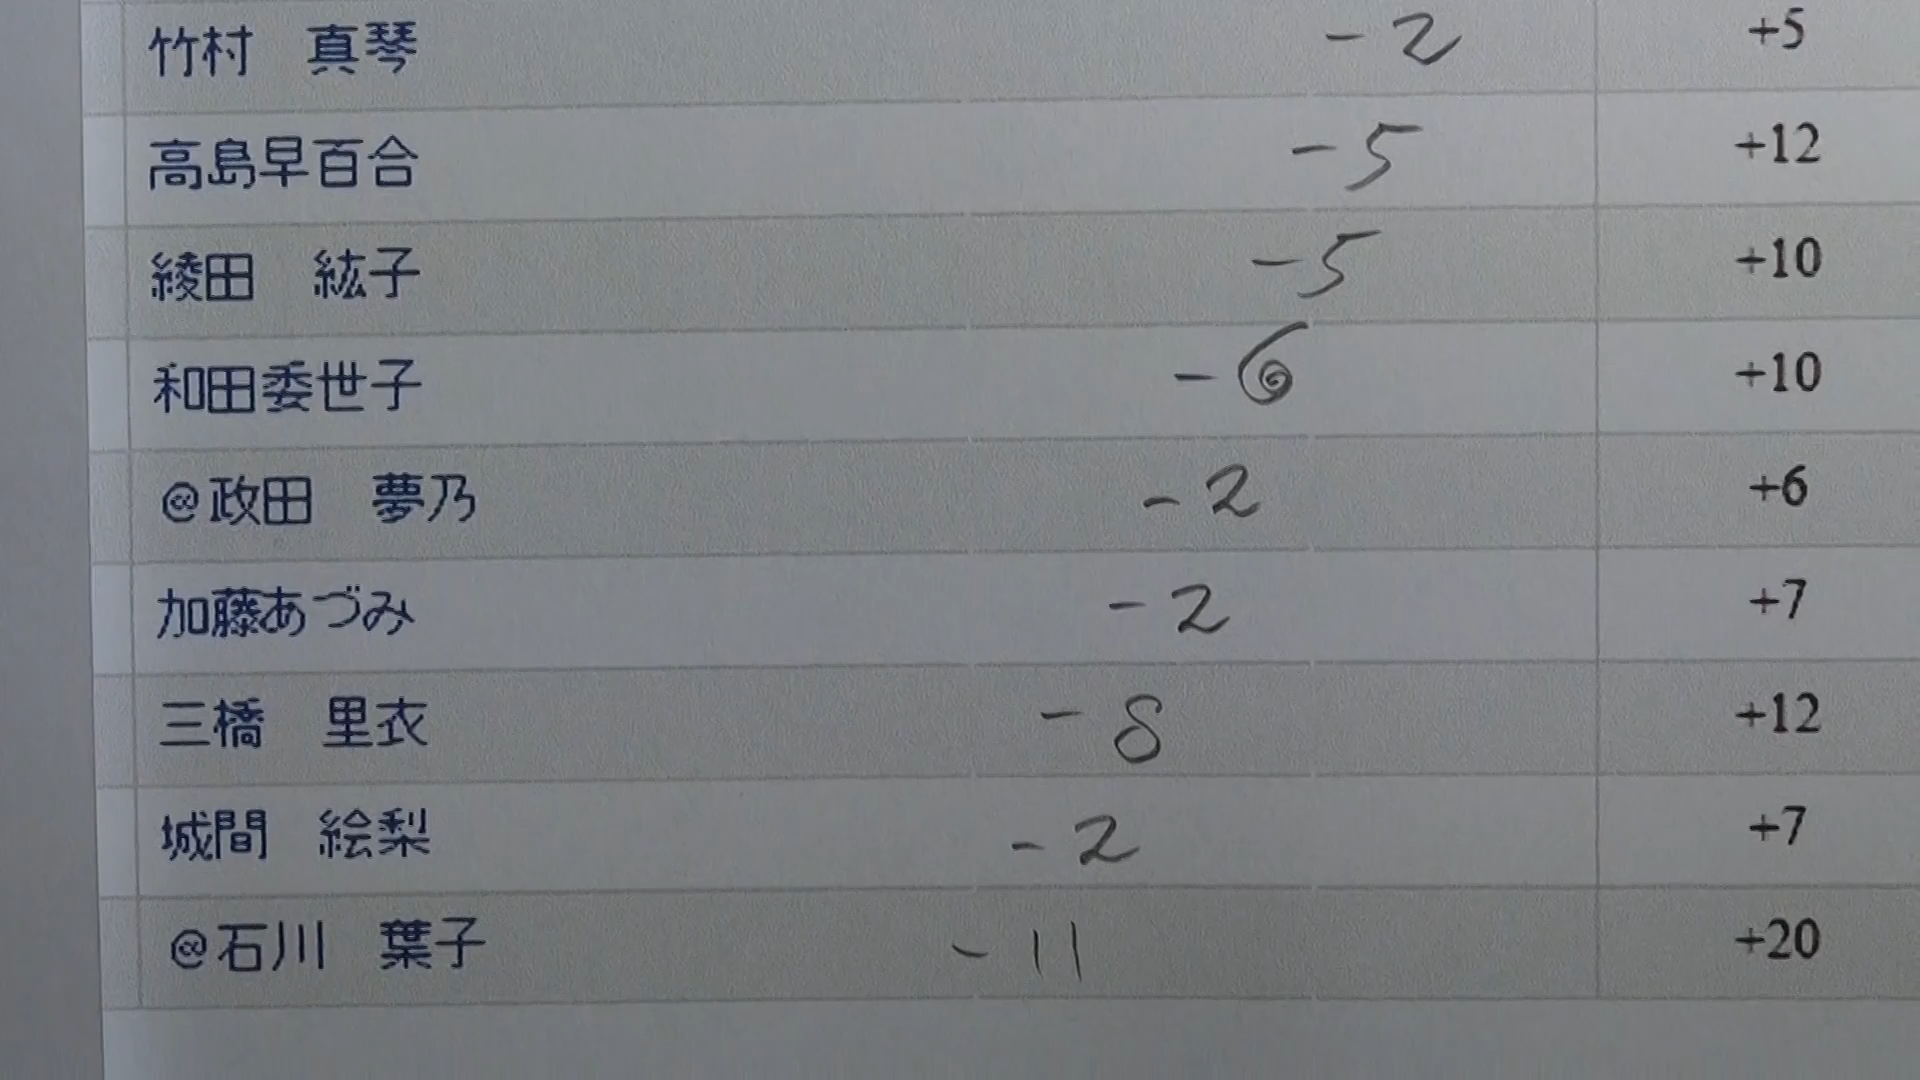 竹村　真琴 -2 +5
高島早百合 -5 +12
綾田　紘子 -5 +10
和田委世子 -6 +10
@政田　夢乃 -2 +6
加藤あづみ -2 +7
三橋　里衣 -8 +12
城間　絵梨 -2 +7
@石川　葉子 -11 +20